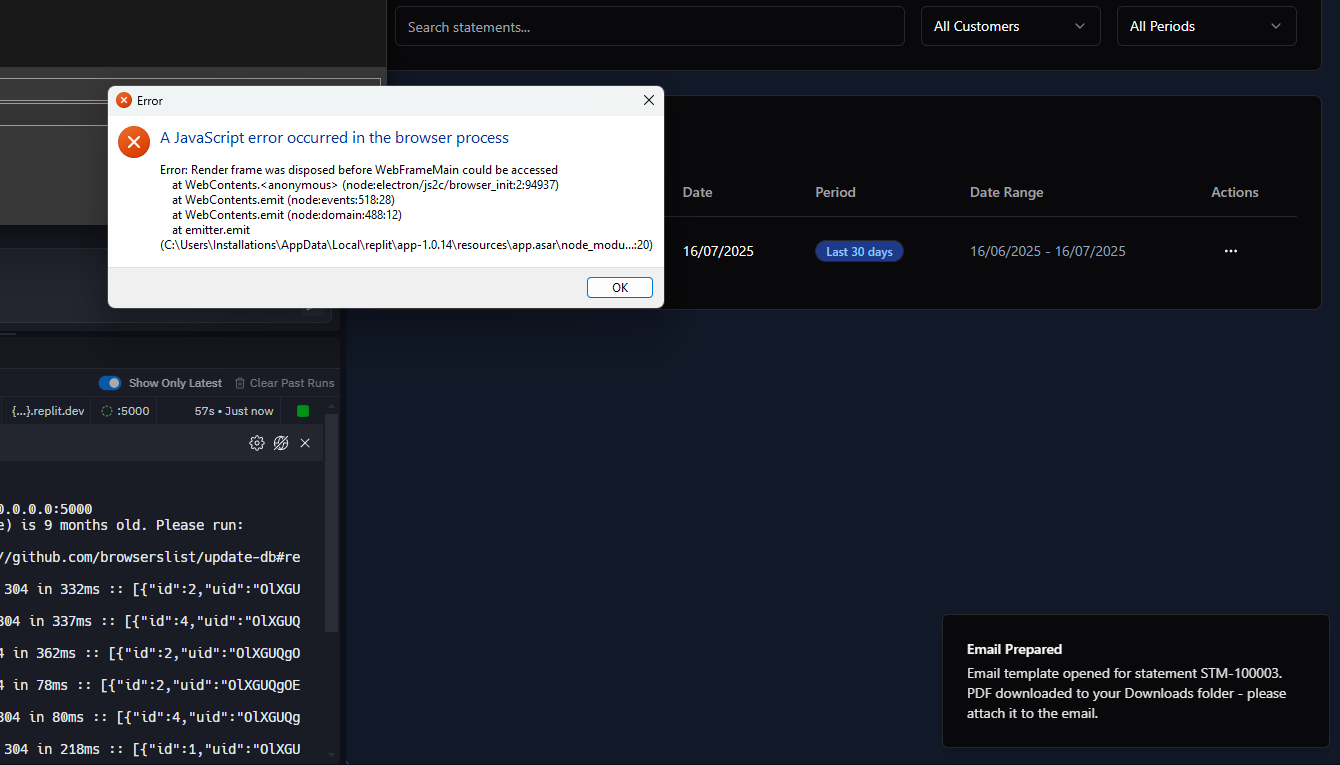 Search statements...
All Customers
All Periods
Error
A JavaScript error occurred in the browser process
Error: Render frame was disposed before WebFrameMain could be accessed
at WebContents.<anonymous> (node:electron/js2c/browser_init:2:94937)
at WebContents.emit (node:events:518:28)
at WebContents.emit (node:domain:488:12)
at emitter.emit
(C:\Users\Installations\AppData\Local\replit\app-1.0.14\resources\app.asar\node_modu...:20)
OK
Date Period Date Range Actions
16/07/2025 Last 30 days 16/06/2025 - 16/07/2025 ...
Show Only Latest Clear Past Runs
{...}.replit.dev :5000 57s • Just now
0.0.0.0:5000
e) is 9 months old. Please run:
//github.com/browserslist/update-db#re
304 in 332ms :: [{"id":2,"uid":"OlXGU
304 in 337ms :: [{"id":4,"uid":"OlXGUQ
4 in 362ms :: [{"id":2,"uid":"OlXGUQgO
4 in 78ms :: [{"id":2,"uid":"OlXGUQgOE
304 in 80ms :: [{"id":4,"uid":"OlXGUQg
304 in 218ms :: [{"id":1,"uid":"OlXGU
Email Prepared
Email template opened for statement STM-100003.
PDF downloaded to your Downloads folder - please
attach it to the email.